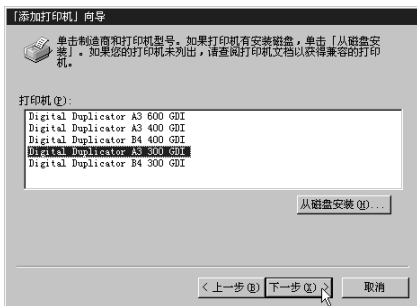 「添加打印机」向导
单击制造商和打印机型号。如果打印机有安装磁盘，单击「从磁盘安
装」。如果您的打印机未列出，请查阅打印机文档以获得兼容的打印
机。
打印机(P):
Digital Duplicator A3 600 GDI
Digital Duplicator A3 400 GDI
Digital Duplicator B4 400 GDI
Digital Duplicator A3 300 GDI
Digital Duplicator B4 300 GDI
从磁盘安装(H)...
< 上一步(B)
下一步(N) >
取消